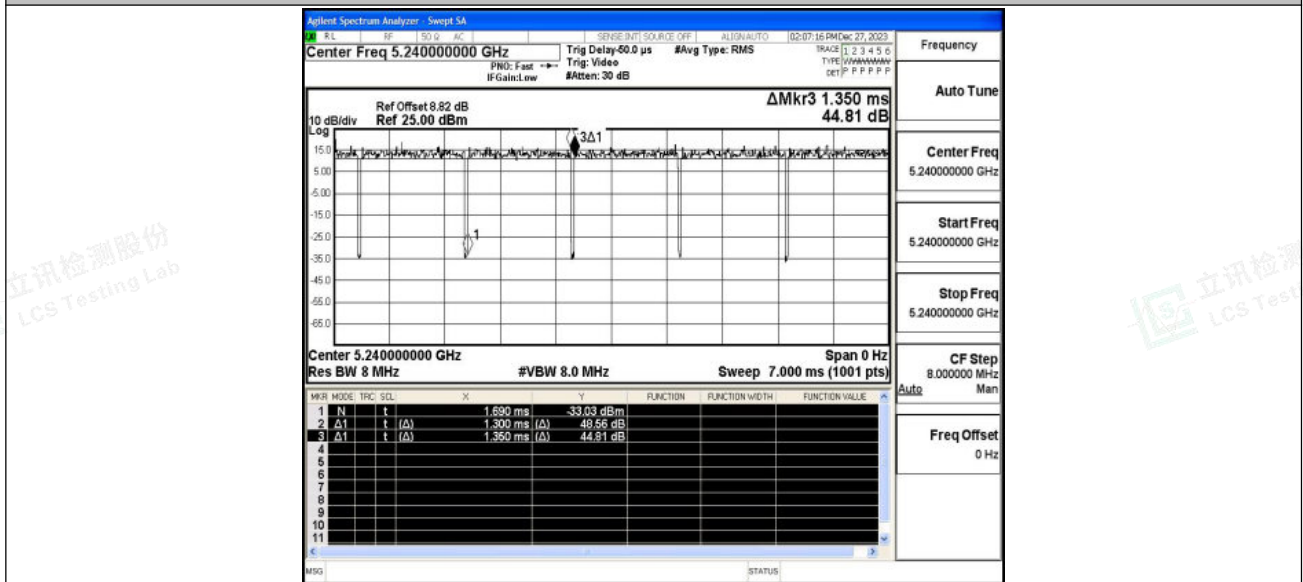 Agilent Spectrum Analyzer - Swept SA
RL RF 50 Ω AC SENSE:INT SOURCE OFF ALIGNAUTO 02:07:16 PM Dec 27, 2023
Center Freq 5.240000000 GHz
PNO: Fast
IFGain:Low
Trig Delay-50.0 µs
Trig: Video
#Atten: 30 dB
#Avg Type: RMS
TRACE 1 2 3 4 5 6
TYPE
DET P P P P P P
Frequency
Auto Tune
Ref Offset 8.82 dB
10 dB/div Ref 25.00 dBm
ΔMkr3 1.350 ms
44.81 dB
Log
3Δ1
15.0
5.00
-5.00
-15.0
-25.0
1
-35.0
-45.0
-55.0
-65.0
Center Freq
5.240000000 GHz
Start Freq
5.240000000 GHz
Stop Freq
5.240000000 GHz
Center 5.240000000 GHz Span 0 Hz
Res BW 8 MHz #VBW 8.0 MHz Sweep 7.000 ms (1001 pts)
CF Step
8.000000 MHz
Auto Man
MKR MODE TRC SCL X Y FUNCTION FUNCTION WIDTH FUNCTION VALUE
1 N t 1.690 ms -33.03 dBm
2 Δ1 t (Δ) 1.300 ms (Δ) 48.56 dB
3 Δ1 t (Δ) 1.350 ms (Δ) 44.81 dB
4
5
6
7
8
9
10
11
Freq Offset
0 Hz
MSG STATUS
立讯检测股份
LCS Testing Lab
立讯检测
LCS Test